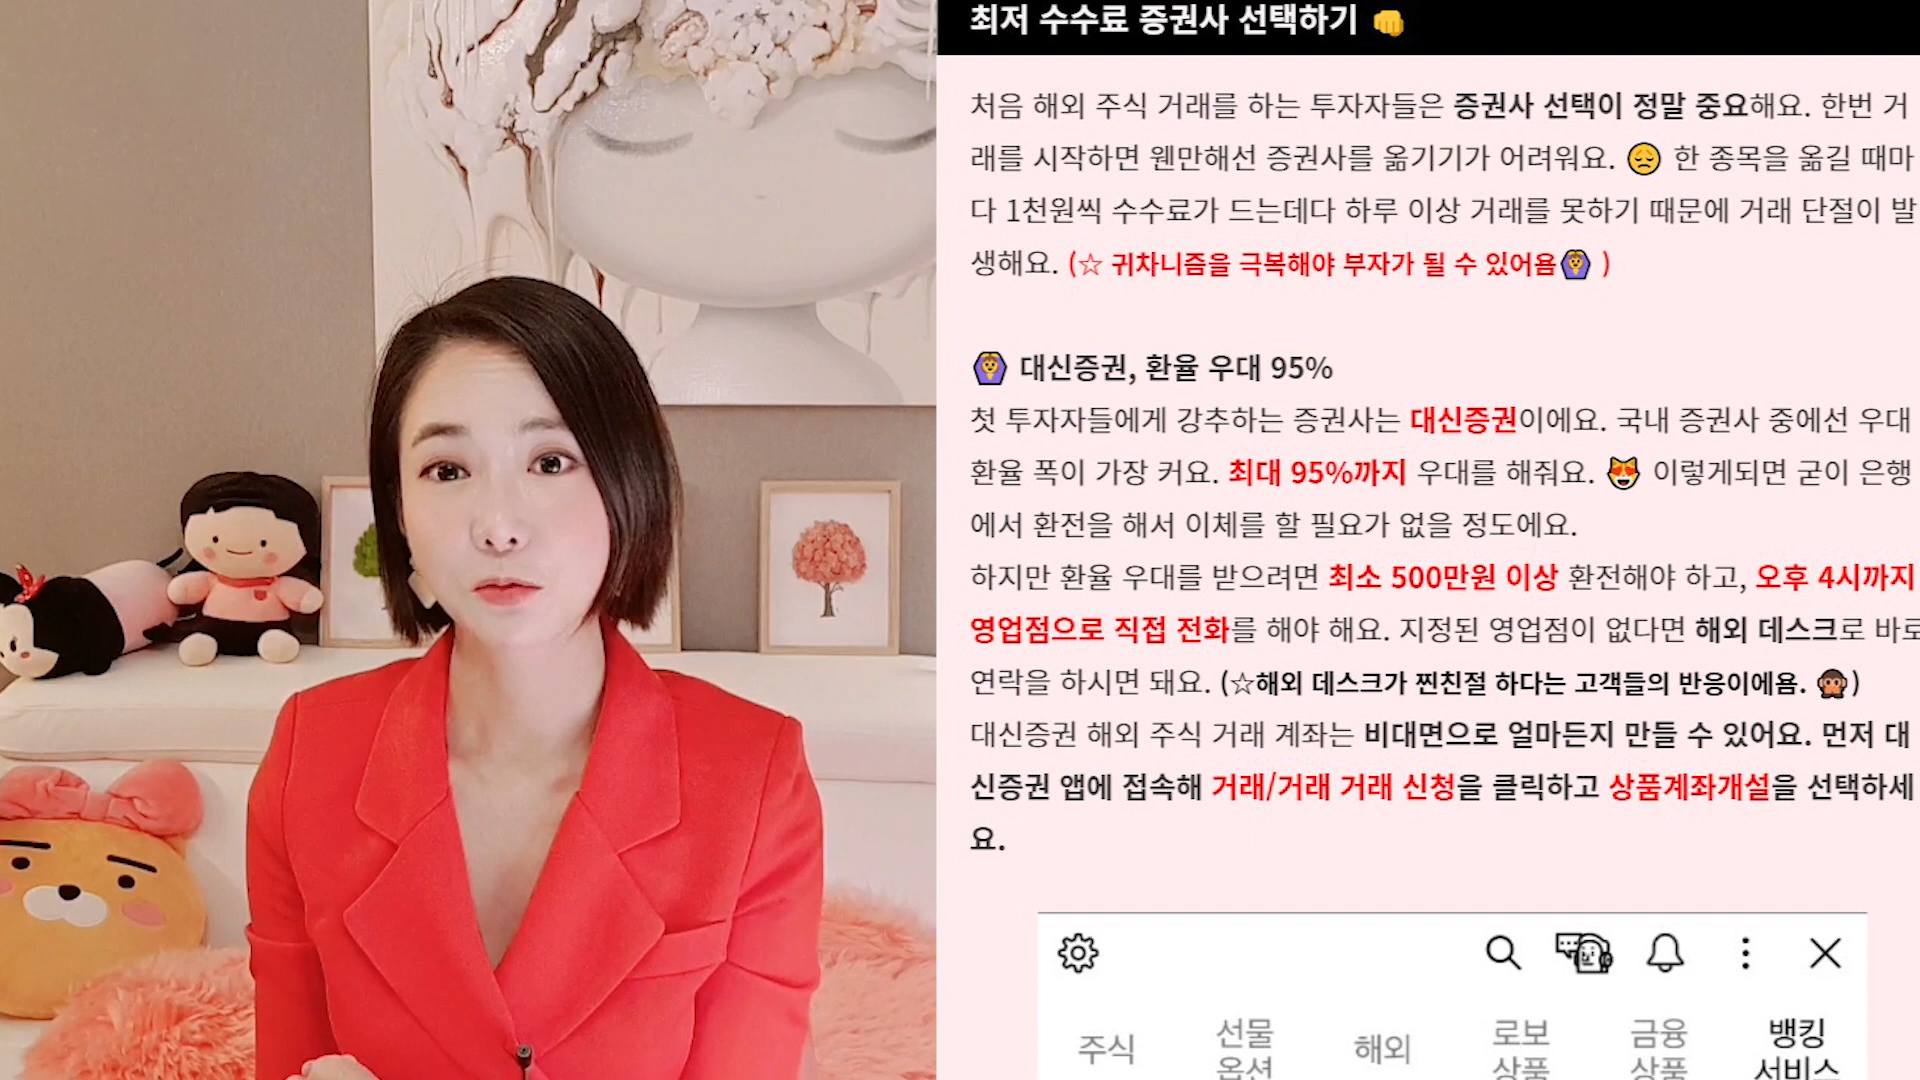 최저 수수료 증권사 선택하기 👊
처음 해외 주식 거래를 하는 투자자들은 증권사 선택이 정말 중요해요. 한번 거
래를 시작하면 웬만해선 증권사를 옮기기가 어려워요. 😞 한 종목을 옮길 때마
다 1천원씩 수수료가 드는데다 하루 이상 거래를 못하기 때문에 거래 단절이 발
생해요. (☆ 귀차니즘을 극복해야 부자가 될 수 있어욤🙆 )
🙆 대신증권, 환율 우대 95%
첫 투자자들에게 강추하는 증권사는 대신증권이에요. 국내 증권사 중에선 우대
환율 폭이 가장 커요. 최대 95%까지 우대를 해줘요. 😻 이렇게되면 굳이 은행
에서 환전을 해서 이체를 할 필요가 없을 정도에요.
하지만 환율 우대를 받으려면 최소 500만원 이상 환전해야 하고, 오후 4시까지
영업점으로 직접 전화를 해야 해요. 지정된 영업점이 없다면 해외 데스크로 바로
연락을 하시면 돼요. (☆해외 데스크가 찐친절 하다는 고객들의 반응이에욤. 🙊)
대신증권 해외 주식 거래 계좌는 비대면으로 얼마든지 만들 수 있어요. 먼저 대
신증권 앱에 접속해 거래/거래 거래 신청을 클릭하고 상품계좌개설을 선택하세
요.
주식 선물 해외 로보 금융 뱅킹
옵션 상품 상품 서비스